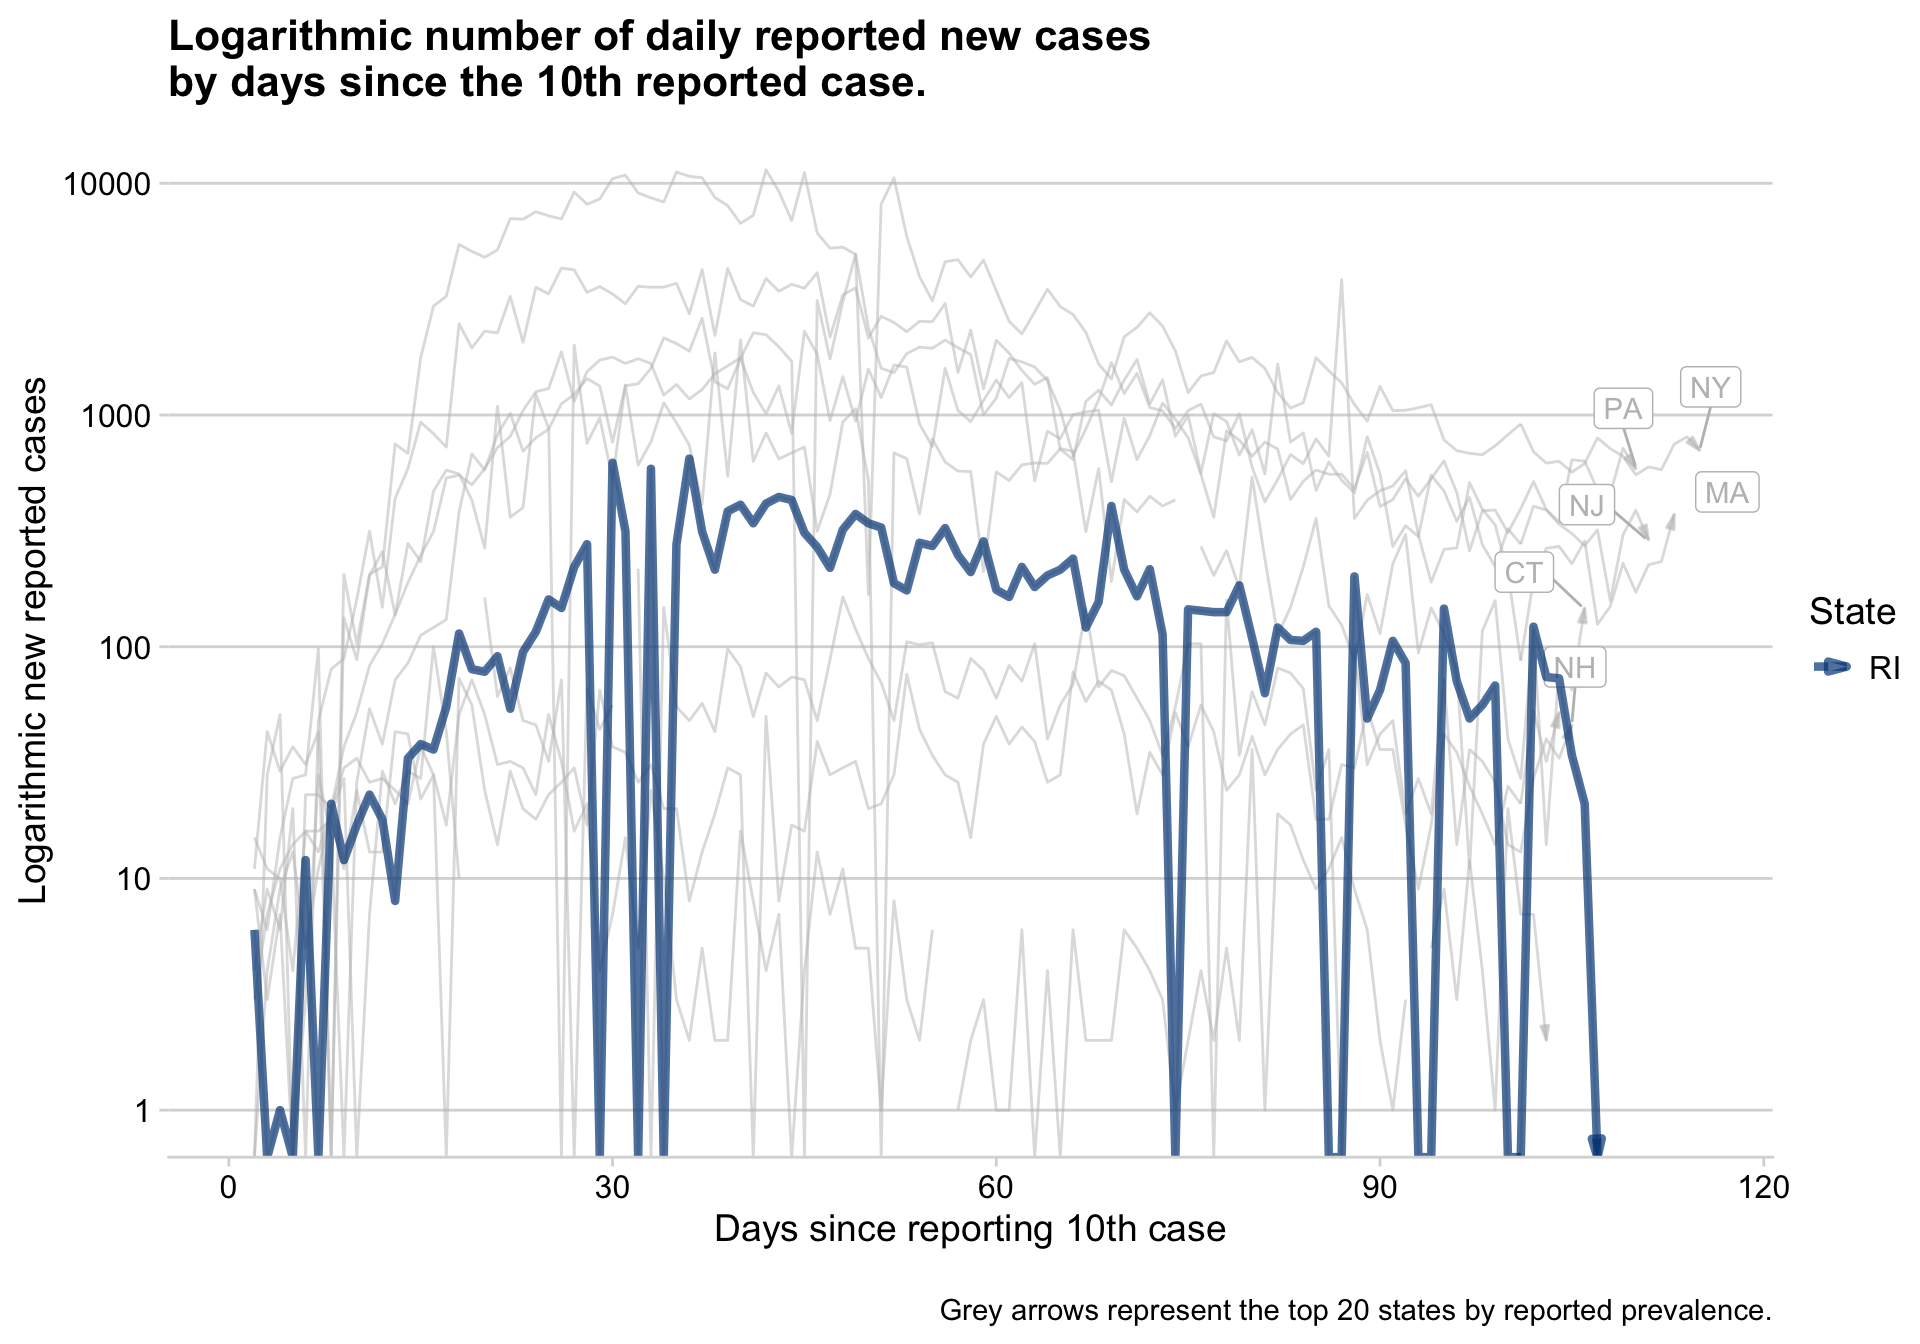 Logarithmic number of daily reported new cases
by days since the 10th reported case.
Logarithmic new reported cases
10000
1000
100
10
1
NY
PA
MA
NJ
CT
NH
State
RI
0
30
60
90
120
Days since reporting 10th case
Grey arrows represent the top 20 states by reported prevalence.